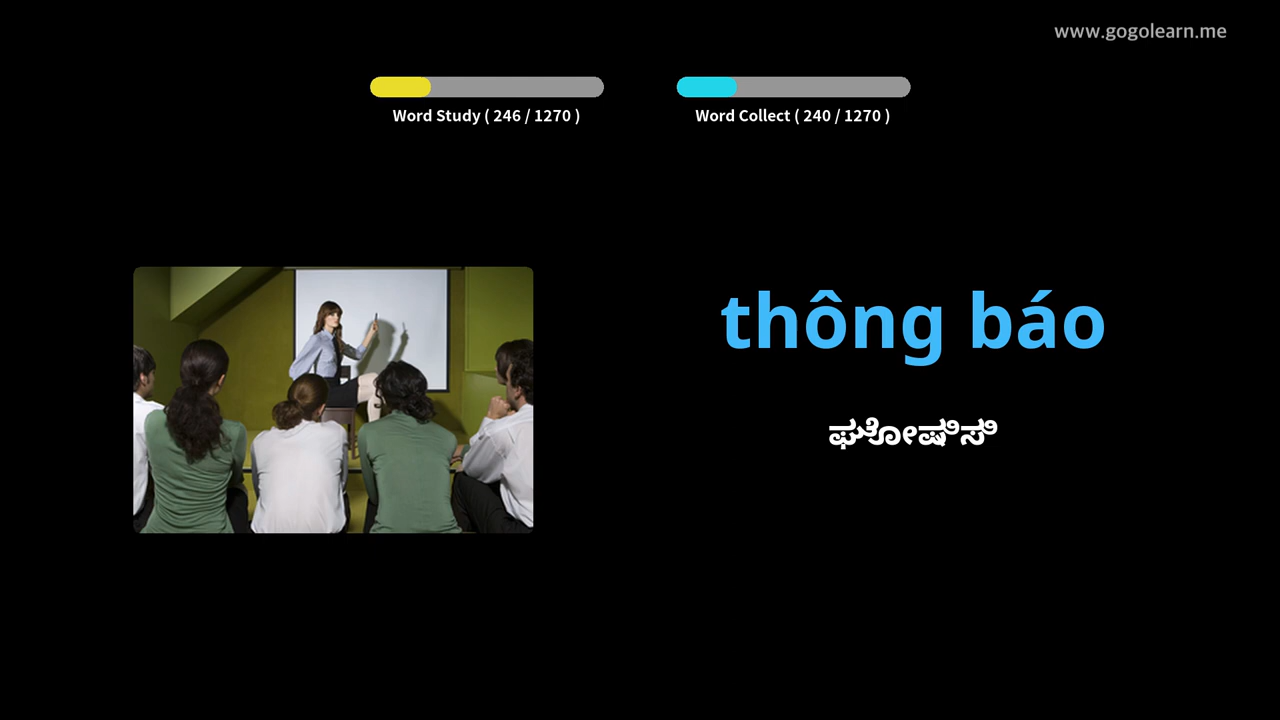 www.gogolearn.me
Word Study ( 246 / 1270 )
Word Collect ( 240 / 1270 )
thông báo
ಘೋಷಿಸಿ